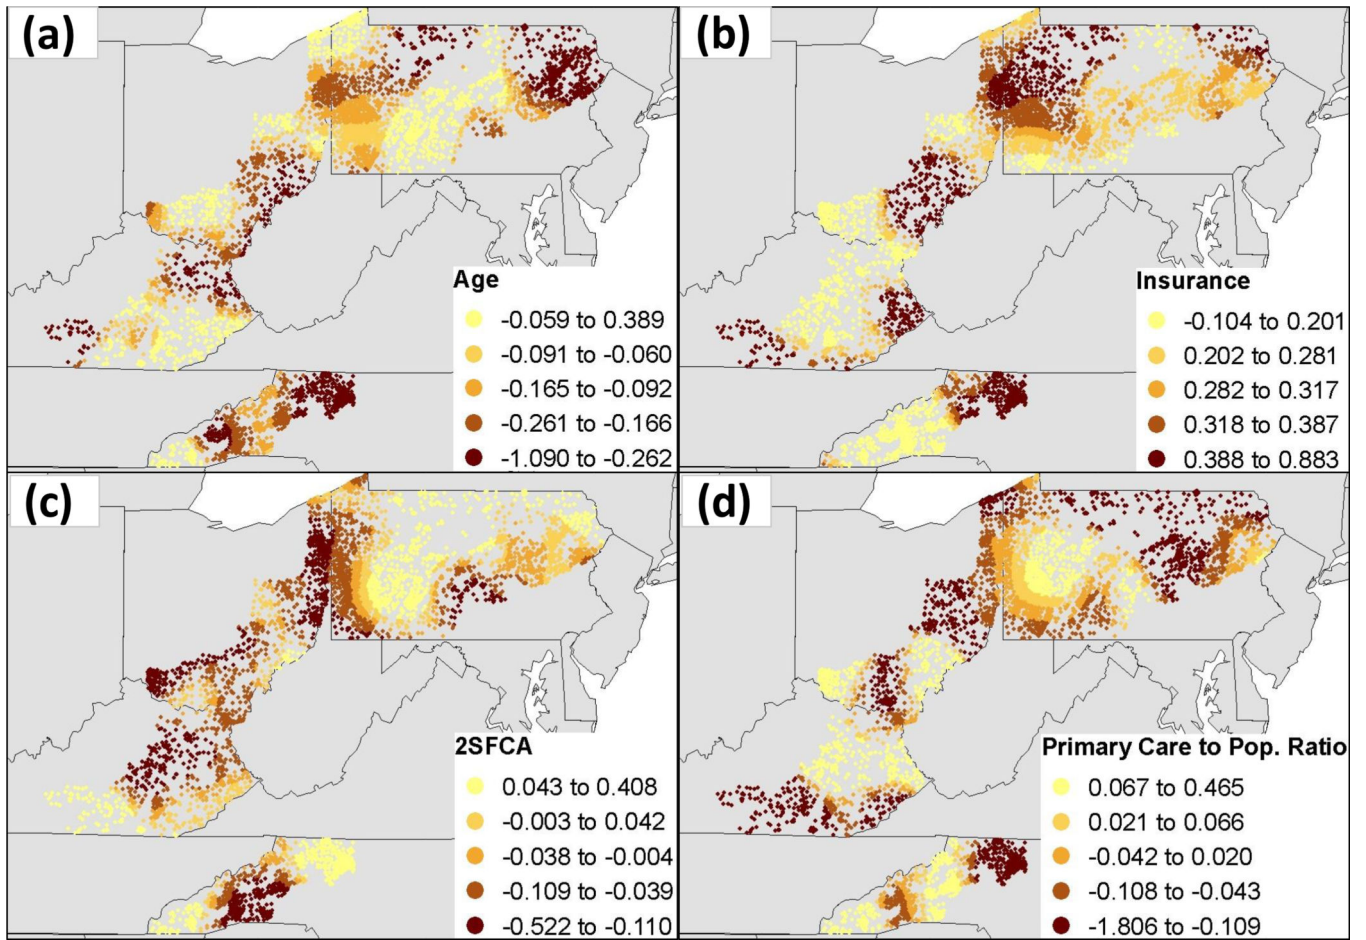 (a)
Age
-0.059 to 0.389
-0.091 to -0.060
-0.165 to -0.092
-0.261 to -0.166
-1.090 to -0.262
(b)
Insurance
-0.104 to 0.201
0.202 to 0.281
0.282 to 0.317
0.318 to 0.387
0.388 to 0.883
(c)
2SFCA
0.043 to 0.408
-0.003 to 0.042
-0.038 to -0.004
-0.109 to -0.039
-0.522 to -0.110
(d)
Primary Care to Pop. Ratio
0.067 to 0.465
0.021 to 0.066
-0.042 to 0.020
-0.108 to -0.043
-1.806 to -0.109